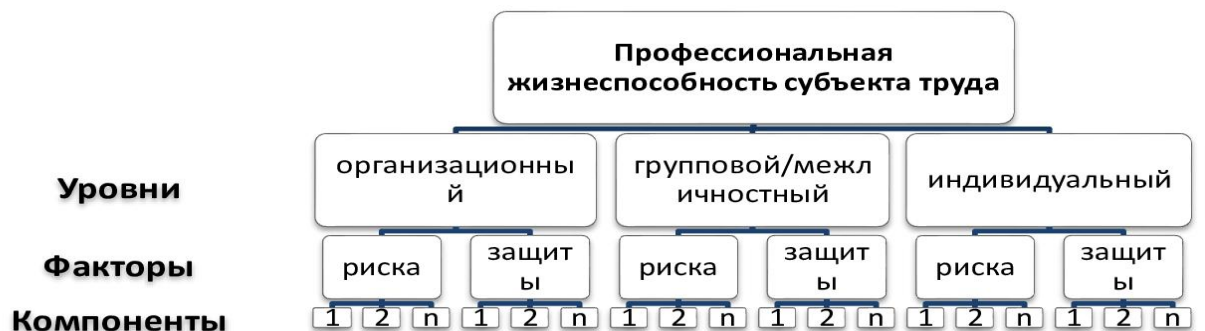 Профессиональная
жизнеспособность субъекта труда
Уровни
организационны
й
групповой/межл
ичностный
индивидуальный
Факторы
риска
защит
ы
риска
защит
ы
риска
защит
ы
Компоненты
1 2 n 1 2 n 1 2 n 1 2 n 1 2 n 1 2 n